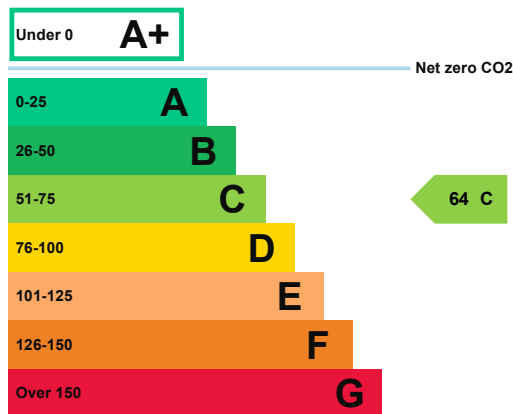 Under 0 A+
Net zero CO2
0-25 A
26-50 B
51-75 C
64 C
76-100 D
101-125 E
126-150 F
Over 150 G